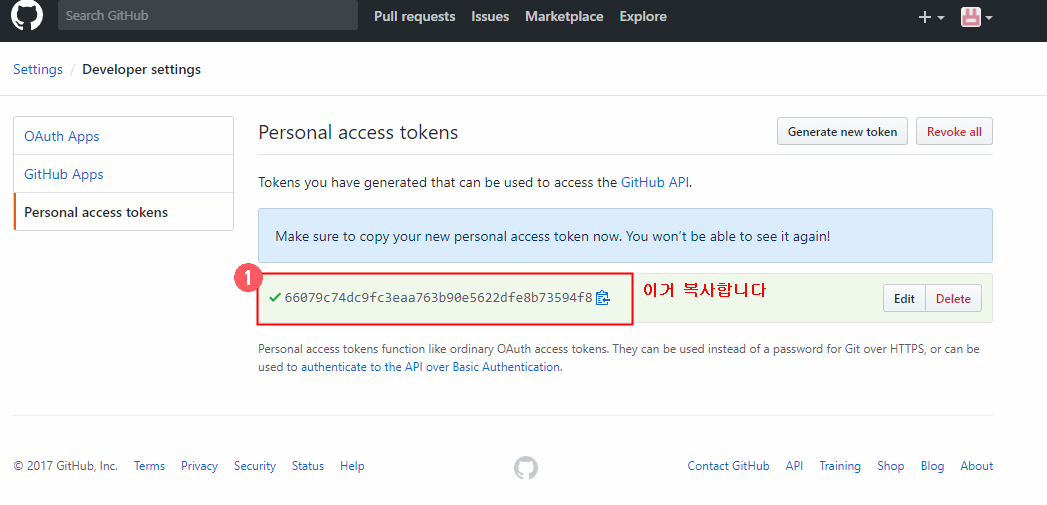 Search GitHub Pull requests Issues Marketplace Explore
Settings / Developer settings
OAuth Apps
GitHub Apps
Personal access tokens
Personal access tokens Generate new token Revoke all
Tokens you have generated that can be used to access the GitHub API.
Make sure to copy your new personal access token now. You won't be able to see it again!
1
66079c74dc9fc3eaa763b90e5622dfe8b73594f8 이거 복사합니다 Edit Delete
Personal access tokens function like ordinary OAuth access tokens. They can be used instead of a password for Git over HTTPS, or can be
used to authenticate to the API over Basic Authentication.
© 2017 GitHub, Inc. Terms Privacy Security Status Help Contact GitHub API Training Shop Blog About